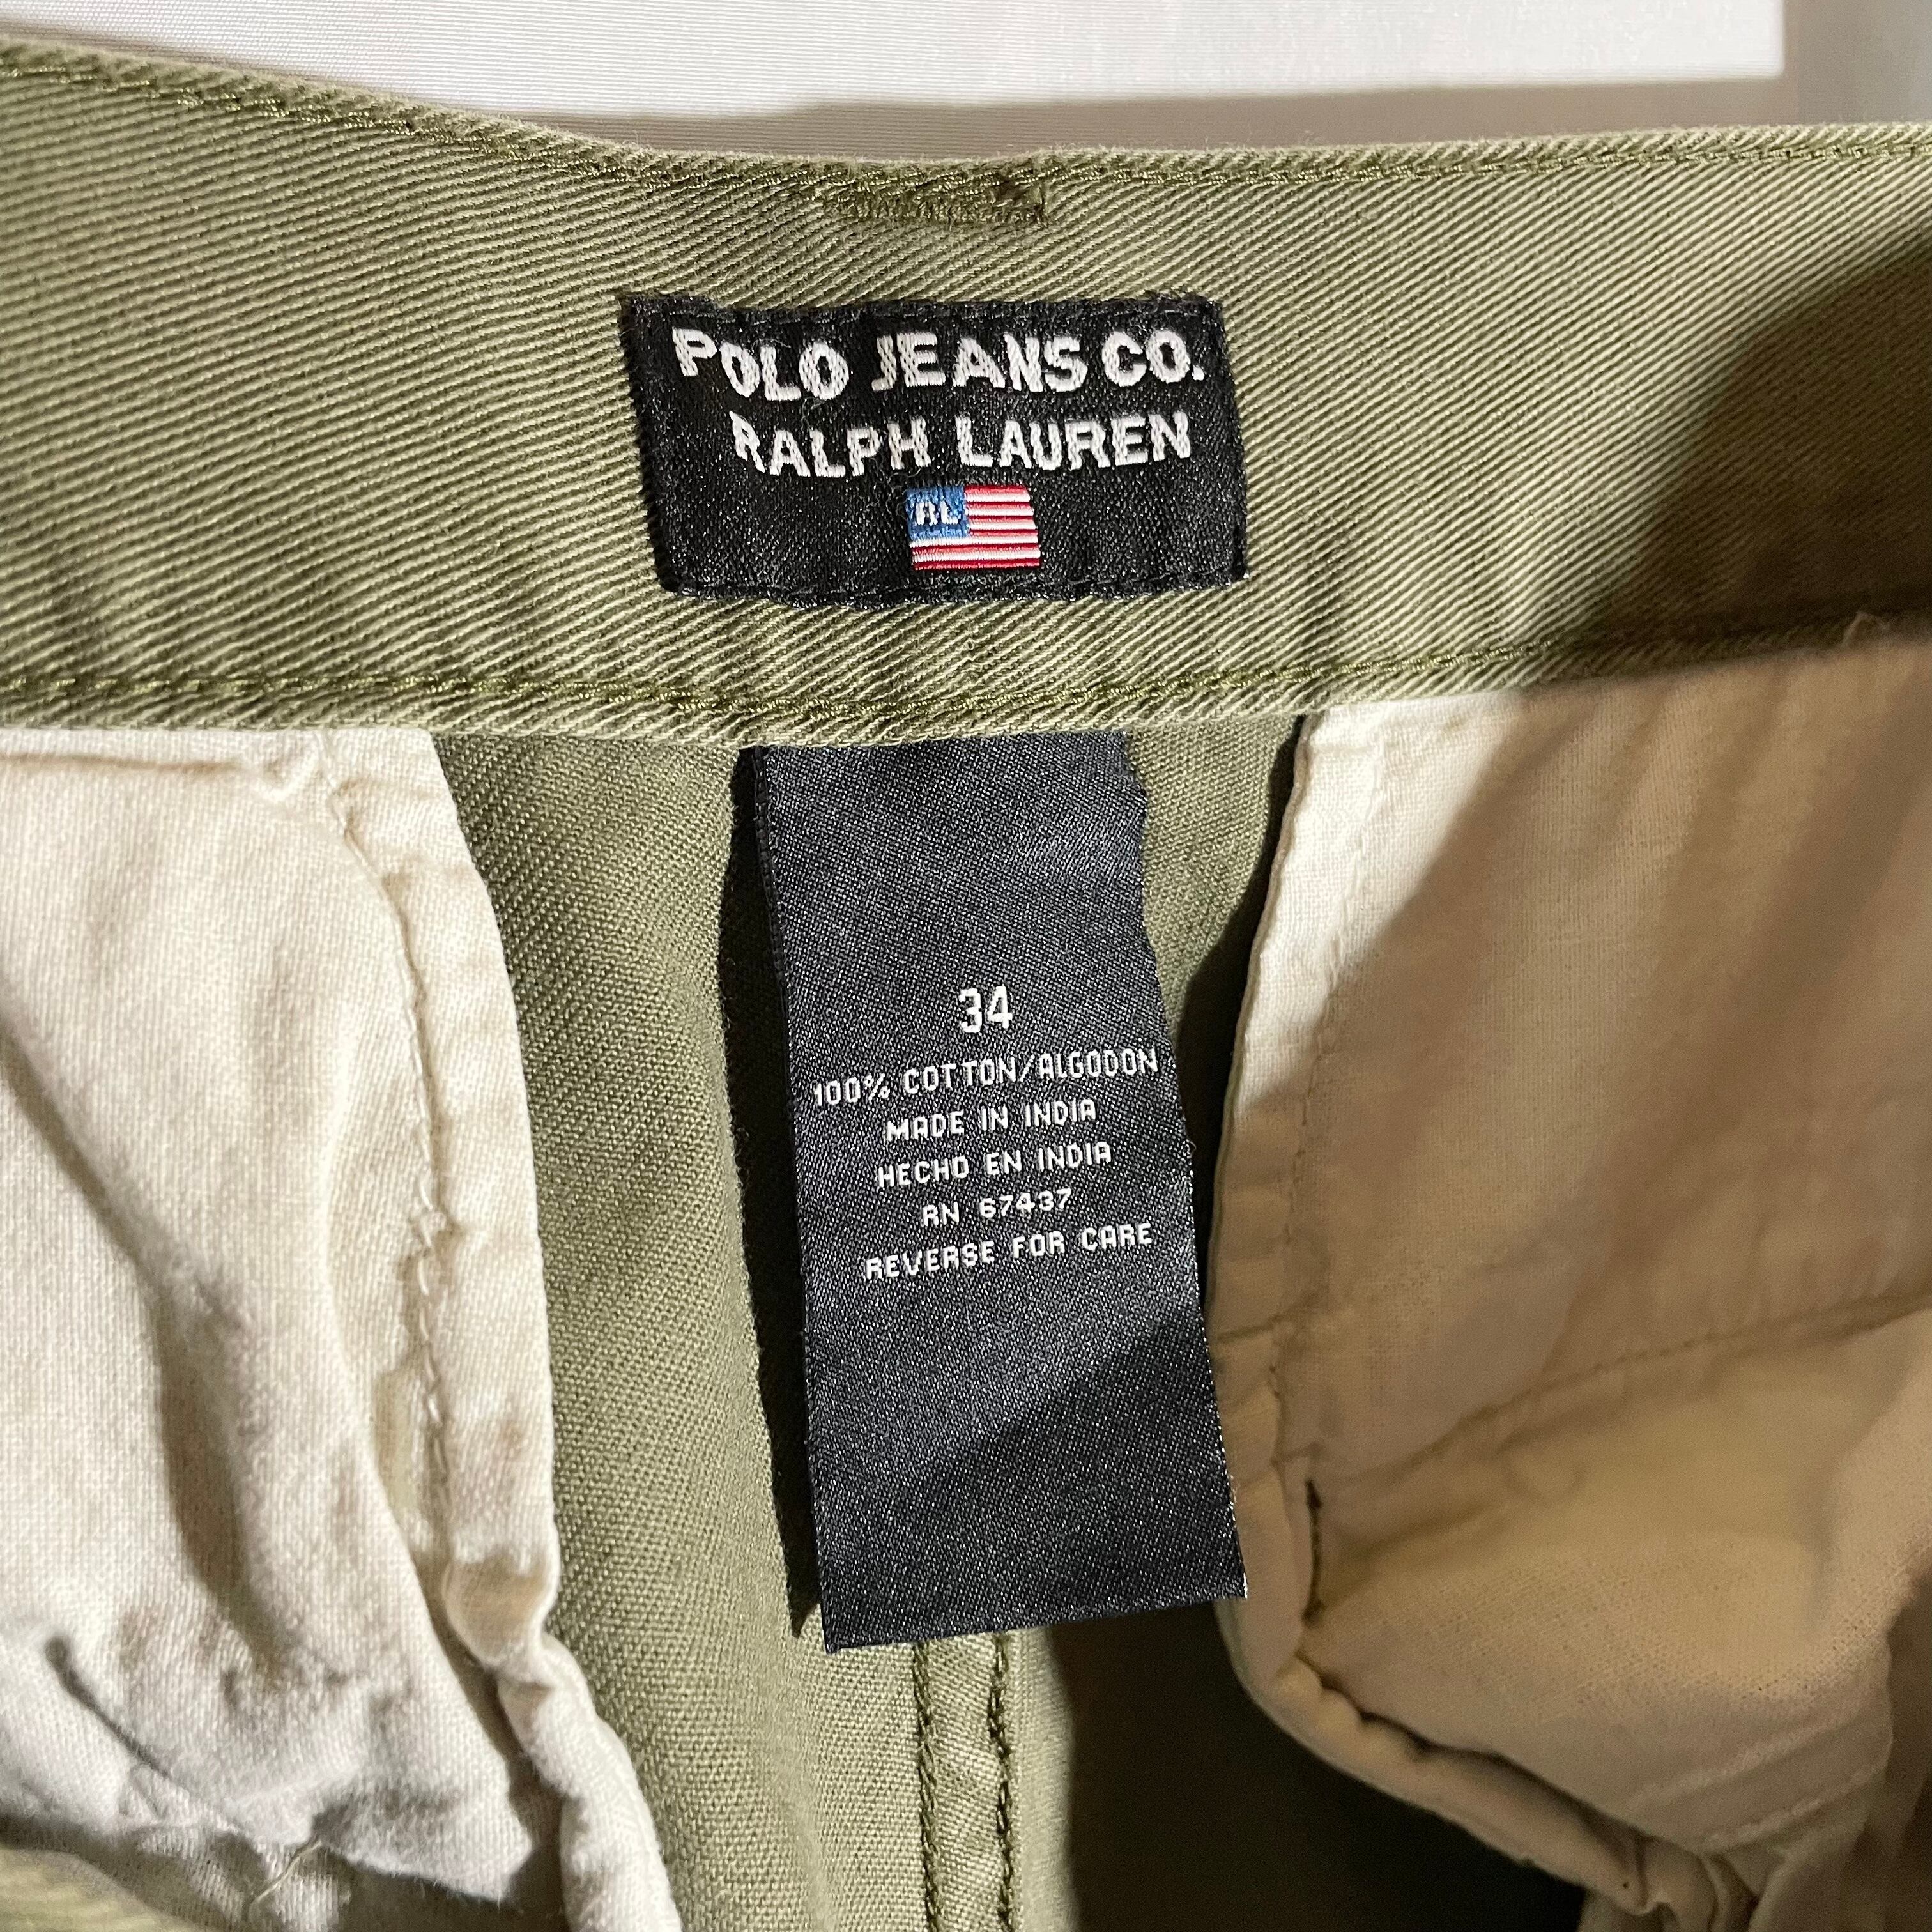 POLO JEANS CO.
RALPH LAUREN
RL
34
100% COTTON/ALGODON
MADE IN INDIA
HECHO EN INDIA
RN 67437
REVERSE FOR CARE